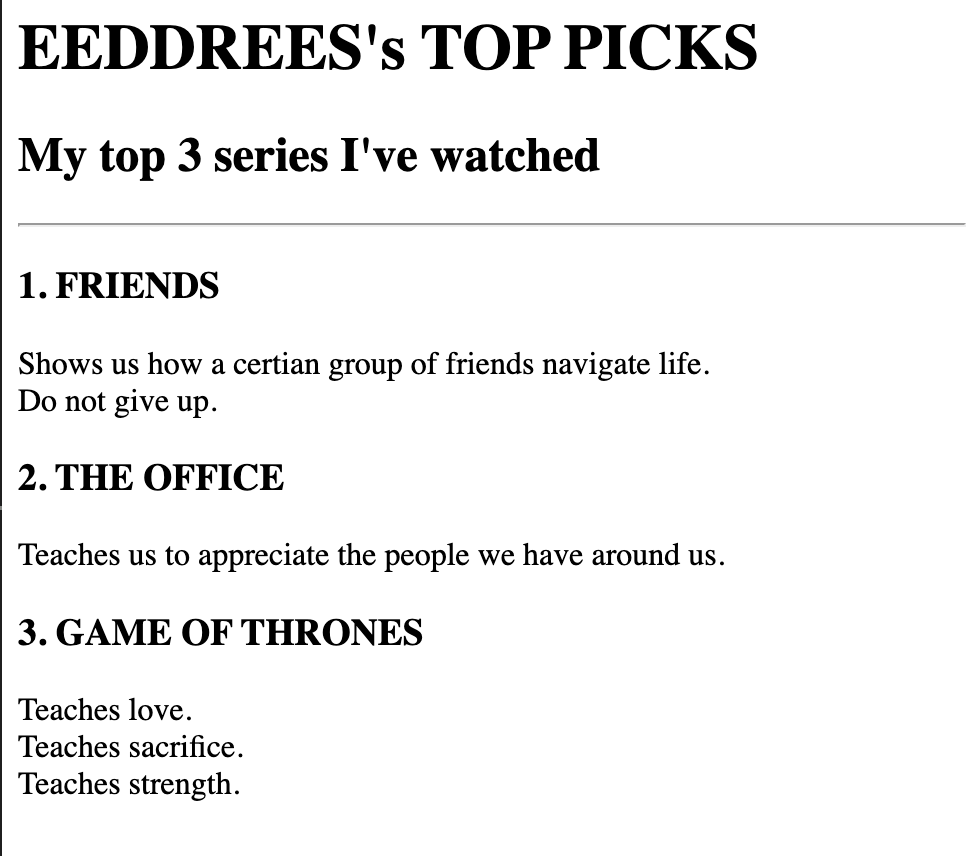 EEDDREES's TOP PICKS
My top 3 series I've watched
1. FRIENDS
Shows us how a certian group of friends navigate life.
Do not give up.
2. THE OFFICE
Teaches us to appreciate the people we have around us.
3. GAME OF THRONES
Teaches love.
Teaches sacrifice.
Teaches strength.